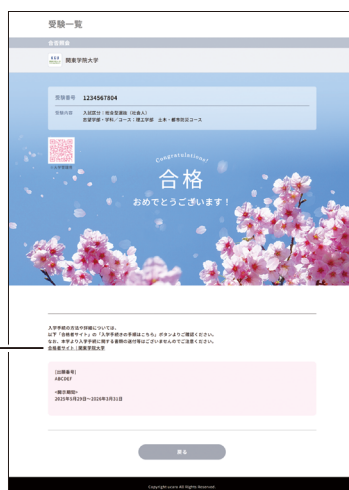 受験一覧
合否照会
関東学院大学
受験番号 1234567804
受験内容 入試区分：総合型選抜（社会人）
志望学部・学科／コース：理工学部 土木・都市防災コース
Congratulations!
合格
おめでとうございます！
入学手続の方法や詳細については、
以下「合格者サイト」の「入学手続きの手順はこちら」ボタンよりご確認ください。
なお、本学より入学手続に関する書類の送付等はございませんのでご注意ください。
合格者サイト｜関東学院大学
[出願番号]
ABC007
<掲示期間>
2025年3月29日～2026年3月31日
戻る
Copyright ucaro All Rights Reserved.